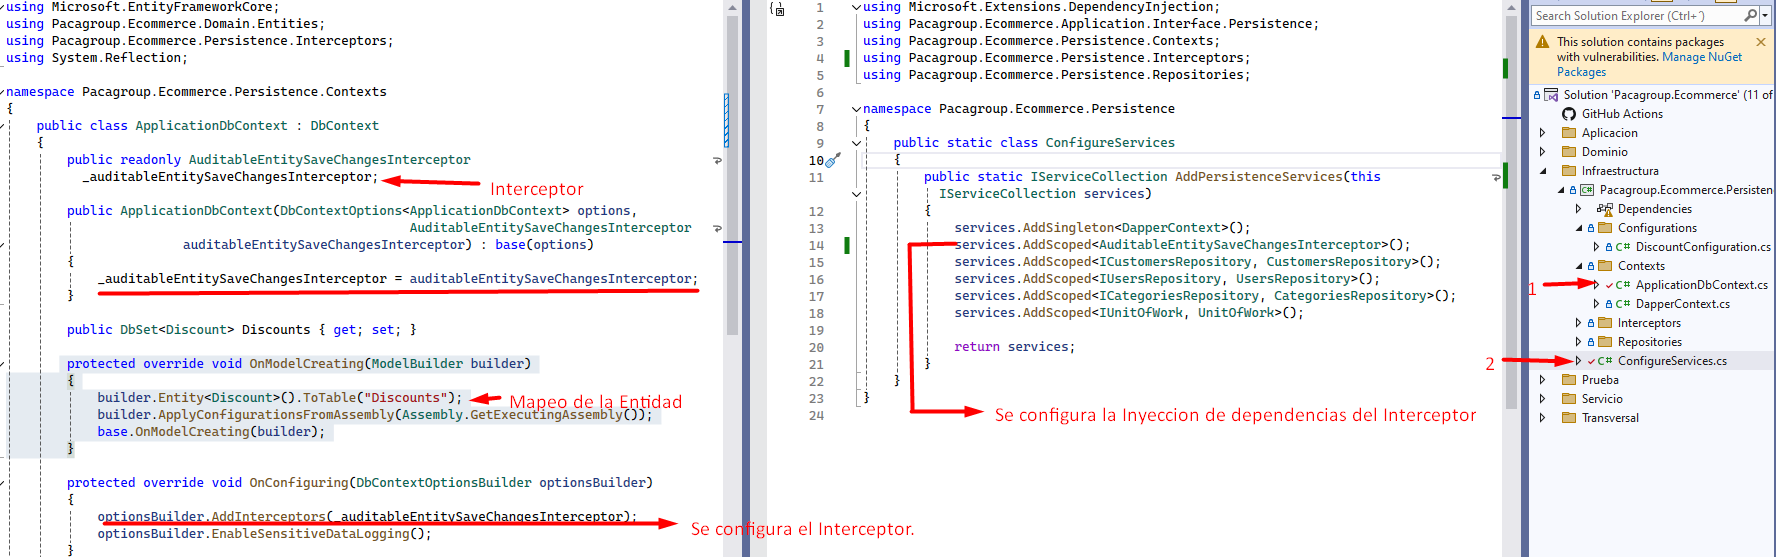 using Microsoft.EntityFrameworkCore;
using Pacagroup.Ecommerce.Domain.Entities;
using Pacagroup.Ecommerce.Persistence.Interceptors;
using System.Reflection;
namespace Pacagroup.Ecommerce.Persistence.Contexts
{
public class ApplicationDbContext : DbContext
{
public readonly AuditableEntitySaveChangesInterceptor
_auditableEntitySaveChangesInterceptor;
Interceptor
public ApplicationDbContext(DbContextOptions<ApplicationDbContext> options,
AuditableEntitySaveChangesInterceptor
auditableEntitySaveChangesInterceptor) : base(options)
{
_auditableEntitySaveChangesInterceptor = auditableEntitySaveChangesInterceptor;
}
public DbSet<Discount> Discounts { get; set; }
protected override void OnModelCreating(ModelBuilder builder)
{
builder.Entity<Discount>().ToTable("Discounts");
Mapeo de la Entidad
builder.ApplyConfigurationsFromAssembly(Assembly.GetExecutingAssembly());
base.OnModelCreating(builder);
}
protected override void OnConfiguring(DbContextOptionsBuilder optionsBuilder)
{
optionsBuilder.AddInterceptors(_auditableEntitySaveChangesInterceptor);
Se configura el Interceptor.
optionsBuilder.EnableSensitiveDataLogging();
}
1 using Microsoft.Extensions.DependencyInjection;
2 using Pacagroup.Ecommerce.Application.Interface.Persistence;
3 using Pacagroup.Ecommerce.Persistence.Contexts;
4 using Pacagroup.Ecommerce.Persistence.Interceptors;
5 using Pacagroup.Ecommerce.Persistence.Repositories;
6
7 namespace Pacagroup.Ecommerce.Persistence
8 {
9 public static class ConfigureServices
10 {
11 public static IServiceCollection AddPersistenceServices(this
IServiceCollection services)
12 {
13 services.AddSingleton<DapperContext>();
14 services.AddScoped<AuditableEntitySaveChangesInterceptor>();
15 services.AddScoped<ICustomersRepository, CustomersRepository>();
16 services.AddScoped<IUsersRepository, UsersRepository>();
17 services.AddScoped<ICategoriesRepository, CategoriesRepository>();
18 services.AddScoped<IUnitOfWork, UnitOfWork>();
19
20 return services;
21 }
22 }
23 }
24
Se configura la Inyeccion de dependencias del Interceptor
Search Solution Explorer (Ctrl+´)
This solution contains packages
with vulnerabilities. Manage NuGet
Packages
Solution 'Pacagroup.Ecommerce' (11 of
GitHub Actions
Aplicacion
Dominio
Infraestructura
Pacagroup.Ecommerce.Persisten
Dependencies
Configurations
C# DiscountConfiguration.cs
Contexts
1
C# ApplicationDbContext.cs
C# DapperContext.cs
Interceptors
Repositories
2
C# ConfigureServices.cs
Prueba
Servicio
Transversal